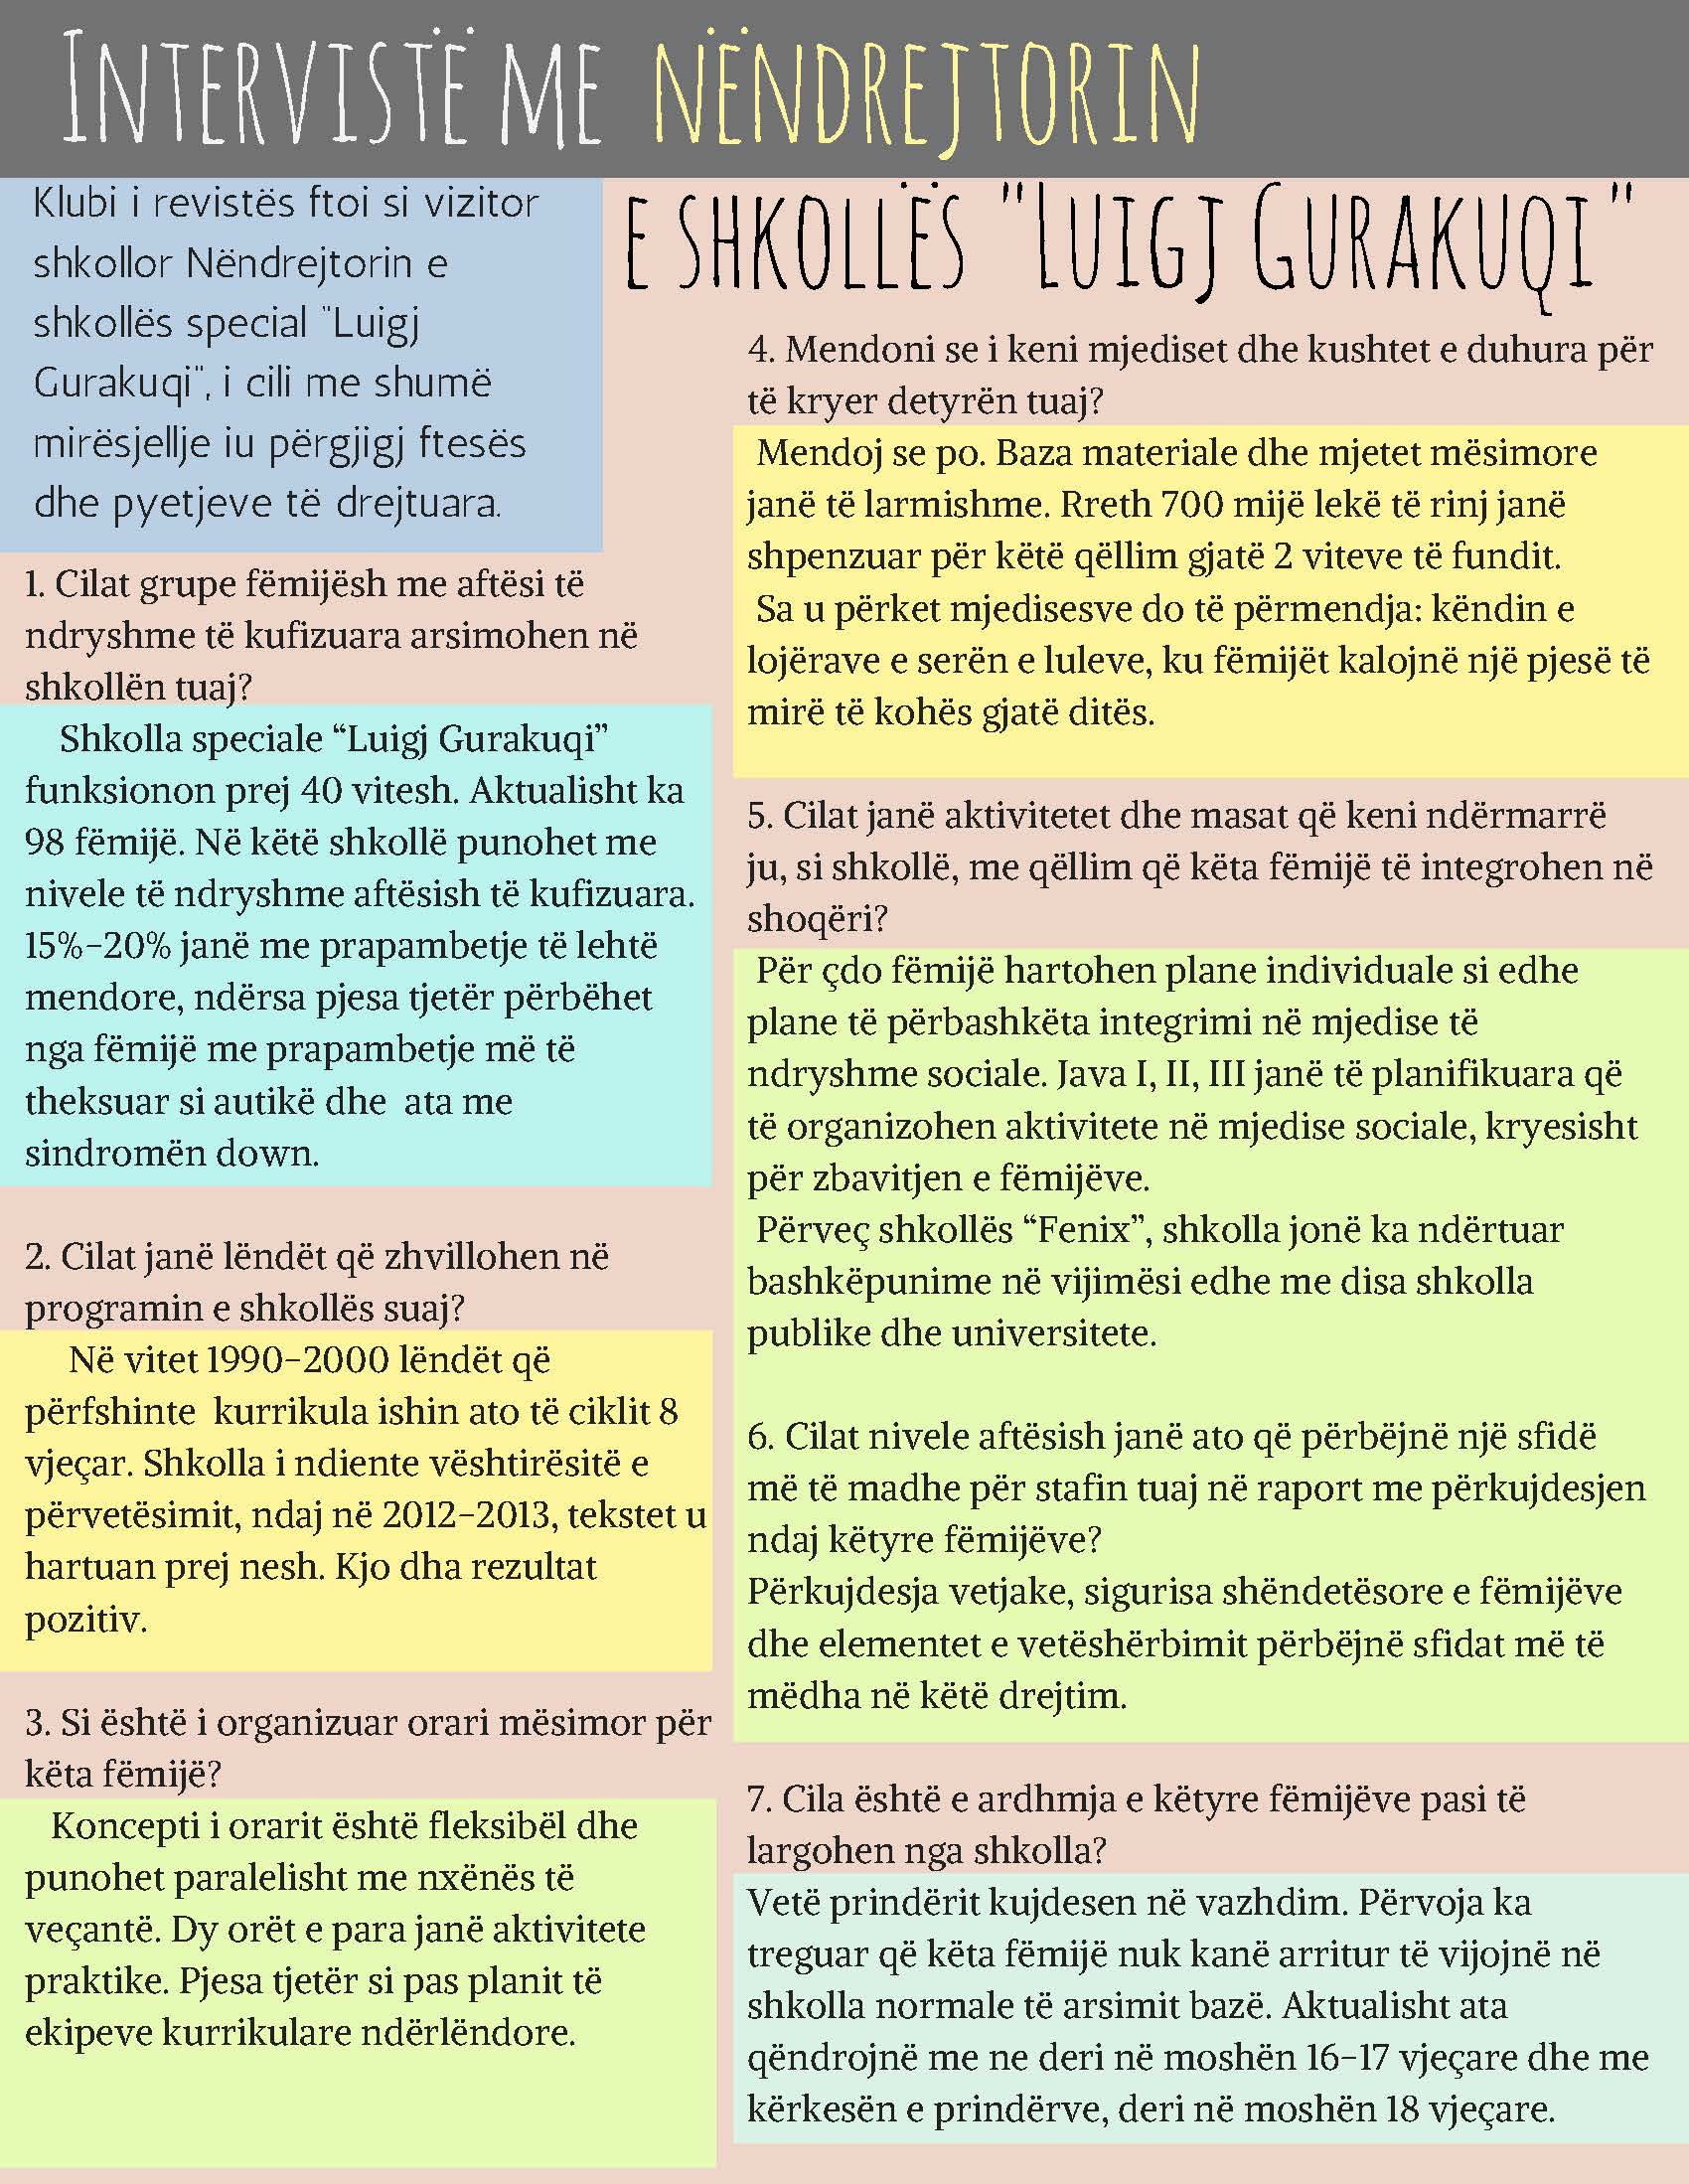 INTERVISTË ME NËNDREJTORIN
E SHKOLLËS "LUIGJ GURAKUQI"
Klubi i revistës ftoi si vizitor
shkollor Nëndrejtorin e
shkollës special "Luigj
Gurakuqi", i cili me shumë
mirësjellje iu përgjigj ftesës
dhe pyetjeve të drejtuara.
1. Cilat grupe fëmijësh me aftësi të
ndryshme të kufizuara arsimohen në
shkollën tuaj?
Shkolla speciale “Luigj Gurakuqi”
funksionon prej 40 vitesh. Aktualisht ka
98 fëmijë. Në këtë shkollë punohet me
nivele të ndryshme aftësish të kufizuara.
15%-20% janë me prapambetje të lehtë
mendore, ndërsa pjesa tjetër përbëhet
nga fëmijë me prapambetje më të
theksuar si autikë dhe ata me
sindromën down.
2. Cilat janë lëndët që zhvillohen në
programin e shkollës suaj?
Në vitet 1990-2000 lëndët që
përfshinte kurrikula ishin ato të ciklit 8
vjeçar. Shkolla i ndiente vështirësitë e
përvetësimit, ndaj në 2012-2013, tekstet u
hartuan prej nesh. Kjo dha rezultat
pozitiv.
3. Si është i organizuar orari mësimor për
këta fëmijë?
Koncepti i orarit është fleksibël dhe
punohet paralelisht me nxënës të
veçantë. Dy orët e para janë aktivitete
praktike. Pjesa tjetër si pas planit të
ekipeve kurrikulare ndërlëndore.
4. Mendoni se i keni mjediset dhe kushtet e duhura për
të kryer detyrën tuaj?
Mendoj se po. Baza materiale dhe mjetet mësimore
janë të larmishme. Rreth 700 mijë lekë të rinj janë
shpenzuar për këtë qëllim gjatë 2 viteve të fundit.
Sa u përket mjedisesve do të përmendja: këndin e
lojërave e serën e luleve, ku fëmijët kalojnë një pjesë të
mirë të kohës gjatë ditës.
5. Cilat janë aktivitetet dhe masat që keni ndërmarrë
ju, si shkollë, me qëllim që këta fëmijë të integrohen në
shoqëri?
Për çdo fëmijë hartohen plane individuale si edhe
plane të përbashkëta integrimi në mjedise të
ndryshme sociale. Java I, II, III janë të planifikuara që
të organizohen aktivitete në mjedise sociale, kryesisht
për zbavitjen e fëmijëve.
Përveç shkollës “Fenix”, shkolla jonë ka ndërtuar
bashkëpunime në vijimësi edhe me disa shkolla
publike dhe universitete.
6. Cilat nivele aftësish janë ato që përbëjnë një sfidë
më të madhe për stafin tuaj në raport me përkujdesjen
ndaj këtyre fëmijëve?
Përkujdesja vetjake, sigurisa shëndetësore e fëmijëve
dhe elementet e vetëshërbimit përbëjnë sfidat më të
mëdha në këtë drejtim.
7. Cila është e ardhmja e këtyre fëmijëve pasi të
largohen nga shkolla?
Vetë prindërit kujdesen në vazhdim. Përvoja ka
treguar që këta fëmijë nuk kanë arritur të vijojnë në
shkolla normale të arsimit bazë. Aktualisht ata
qëndrojnë me ne deri në moshën 16-17 vjeçare dhe me
kërkesën e prindërve, deri në moshën 18 vjeçare.